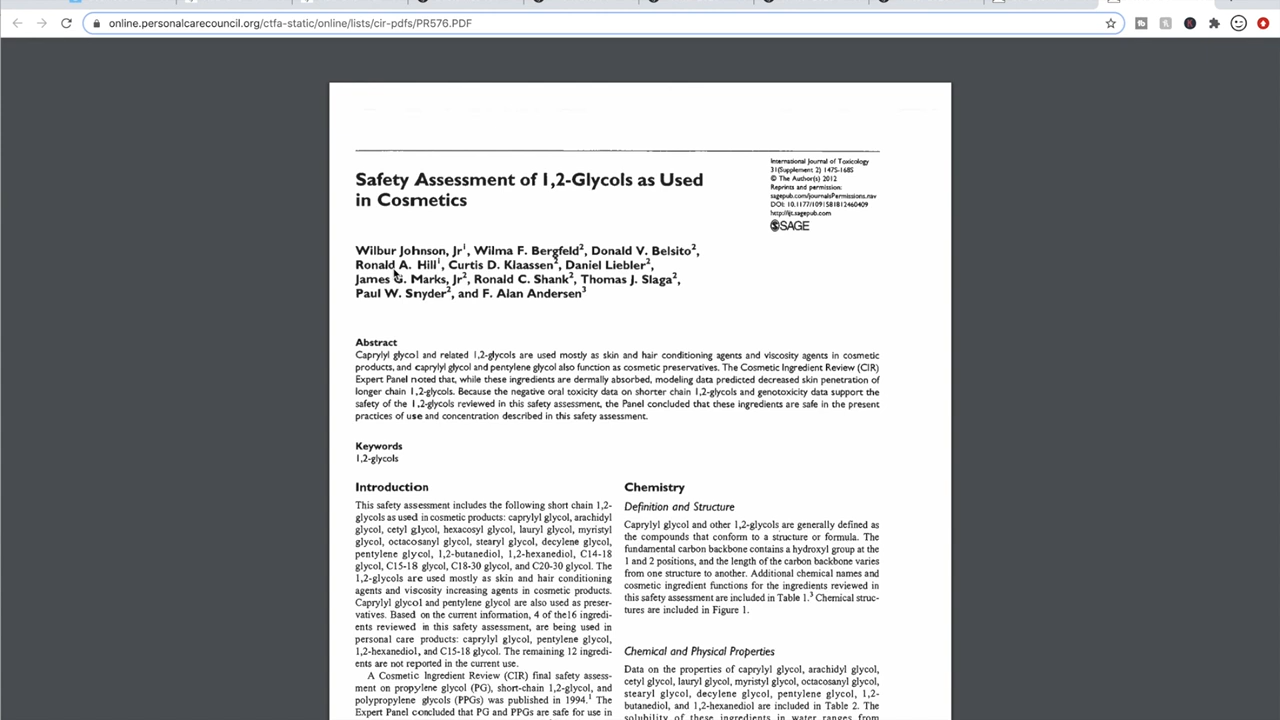 online.personalcarecouncil.org/ctfa-static/online/lists/cir-pdfs/PR576.PDF
Safety Assessment of 1,2-Glycols as Used
in Cosmetics
International Journal of Toxicology
31(Supplement 2) 147S-168S
© The Author(s) 2012
Reprints and permission:
sagepub.com/journalsPermissions.nav
DOI: 10.1177/1091581812460409
http://ijt.sagepub.com
SAGE
Wilbur Johnson, Jr1, Wilma F. Bergfeld2, Donald V. Belsito2,
Ronald A. Hill1, Curtis D. Klaassen2, Daniel Liebler2,
James G. Marks, Jr2, Ronald C. Shank2, Thomas J. Slaga2,
Paul W. Snyder2, and F. Alan Andersen3
Abstract
Caprylyl glycol and related 1,2-glycols are used mostly as skin and hair conditioning agents and viscosity agents in cosmetic
products, and caprylyl glycol and pentylene glycol also function as cosmetic preservatives. The Cosmetic Ingredient Review (CIR)
Expert Panel noted that, while these ingredients are dermally absorbed, modeling data predicted decreased skin penetration of
longer chain 1,2-glycols. Because the negative oral toxicity data on shorter chain 1,2-glycols and genotoxicity data support the
safety of the 1,2-glycols reviewed in this safety assessment, the Panel concluded that these ingredients are safe in the present
practices of use and concentration described in this safety assessment.
Keywords
1,2-glycols
Introduction
This safety assessment includes the following short chain 1,2-
glycols as used in cosmetic products: caprylyl glycol, arachidyl
glycol, cetyl glycol, hexacosyl glycol, lauryl glycol, myristyl
glycol, octacosanyl glycol, stearyl glycol, decylene glycol,
pentylene glycol, 1,2-butanediol, 1,2-hexanediol, C14-18
glycol, C15-18 glycol, C18-30 glycol, and C20-30 glycol. The
1,2-glycols are used mostly as skin and hair conditioning
agents and viscosity increasing agents in cosmetic products.
Caprylyl glycol and pentylene glycol are also used as preser-
vatives. Based on the current information, 4 of the16 ingredi-
ents reviewed in this safety assessment, are being used in
personal care products: caprylyl glycol, pentylene glycol,
1,2-hexanediol, and C15-18 glycol. The remaining 12 ingredi-
ents are not reported in the current use.
A Cosmetic Ingredient Review (CIR) final safety assess-
ment on propylene glycol (PG), short-chain 1,2-glycol, and
polypropylene glycols (PPGs) was published in 1994.1 The
Expert Panel concluded that PG and PPGs are safe for use in
Chemistry
Definition and Structure
Caprylyl glycol and other 1,2-glycols are generally defined as
the compounds that conform to a structure or formula. The
fundamental carbon backbone contains a hydroxyl group at the
1 and 2 positions, and the length of the carbon backbone varies
from one structure to another. Additional chemical names and
cosmetic ingredient functions for the ingredients reviewed in
this safety assessment are included in Table 1.3 Chemical struc-
tures are included in Figure 1.
Chemical and Physical Properties
Data on the properties of caprylyl glycol, arachidyl glycol,
cetyl glycol, lauryl glycol, myristyl glycol, octacosanyl glycol,
stearyl glycol, decylene glycol, pentylene glycol, 1,2-
butanediol, and 1,2-hexanediol are included in Table 2. The
solubility of these ingredients in water ranges from